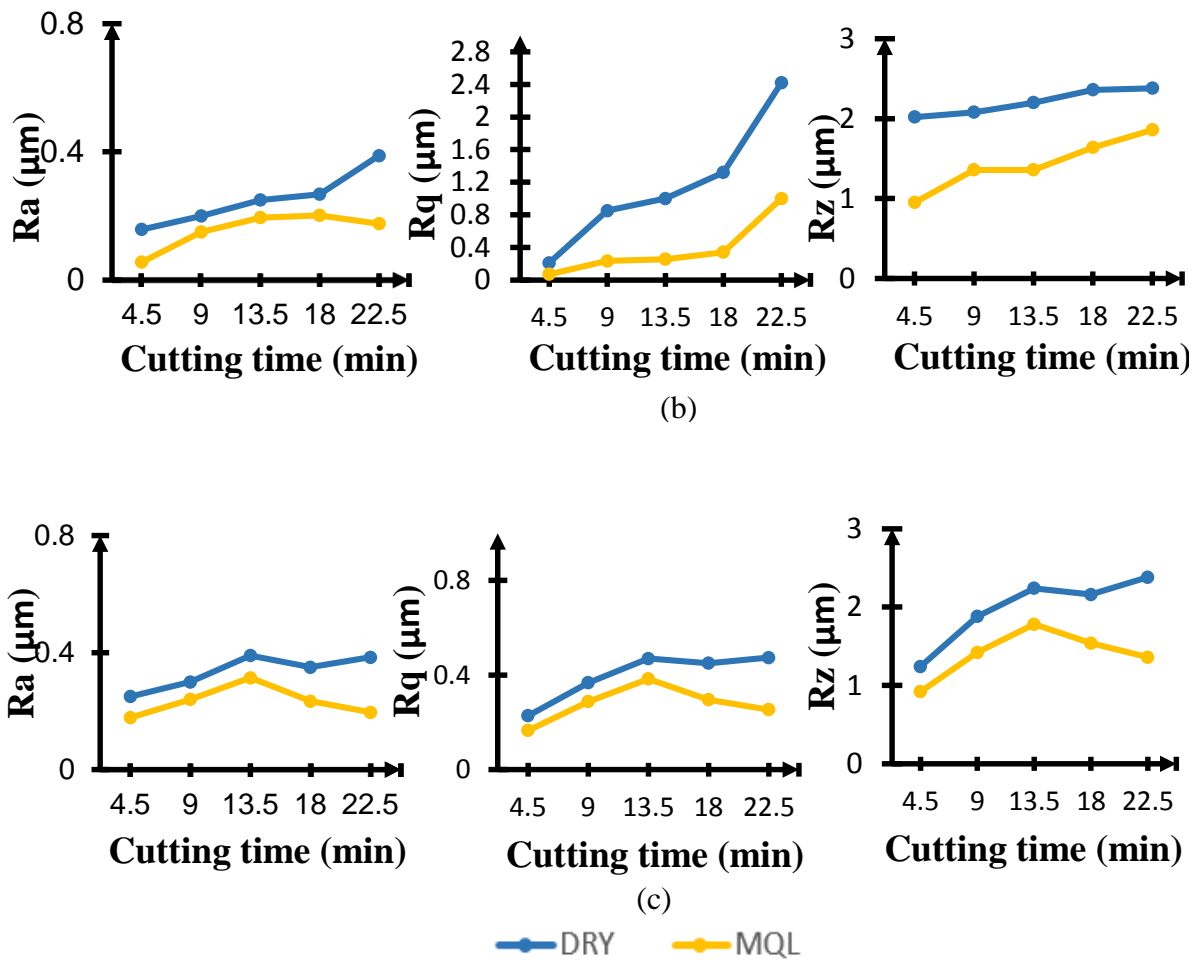 0.8
0.4
0
Ra (μm)
4.5 9 13.5 18 22.5
Cutting time (min)
2.8
2.4
2
1.6
1.2
0.8
0.4
0
Rq (μm)
4.5 9 13.5 18 22.5
Cutting time (min)
3
2
1
0
Rz (μm)
4.5 9 13.5 18 22.5
Cutting time (min)
(b)
0.8
0.4
0
Ra (μm)
4.5 9 13.5 18 22.5
Cutting time (min)
0.8
0.4
0
Rq (μm)
4.5 9 13.5 18 22.5
Cutting time (min)
3
2
1
0
Rz (μm)
4.5 9 13.5 18 22.5
Cutting time (min)
(c)
DRY MQL